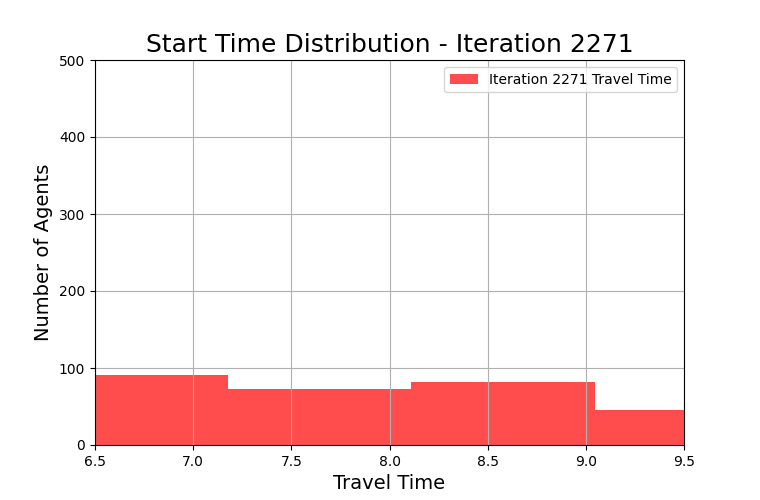 Start Time Distribution - Iteration 2271
Iteration 2271 Travel Time
Number of Agents
500
400
300
200
100
0
6.5 7.0 7.5 8.0 8.5 9.0 9.5
Travel Time